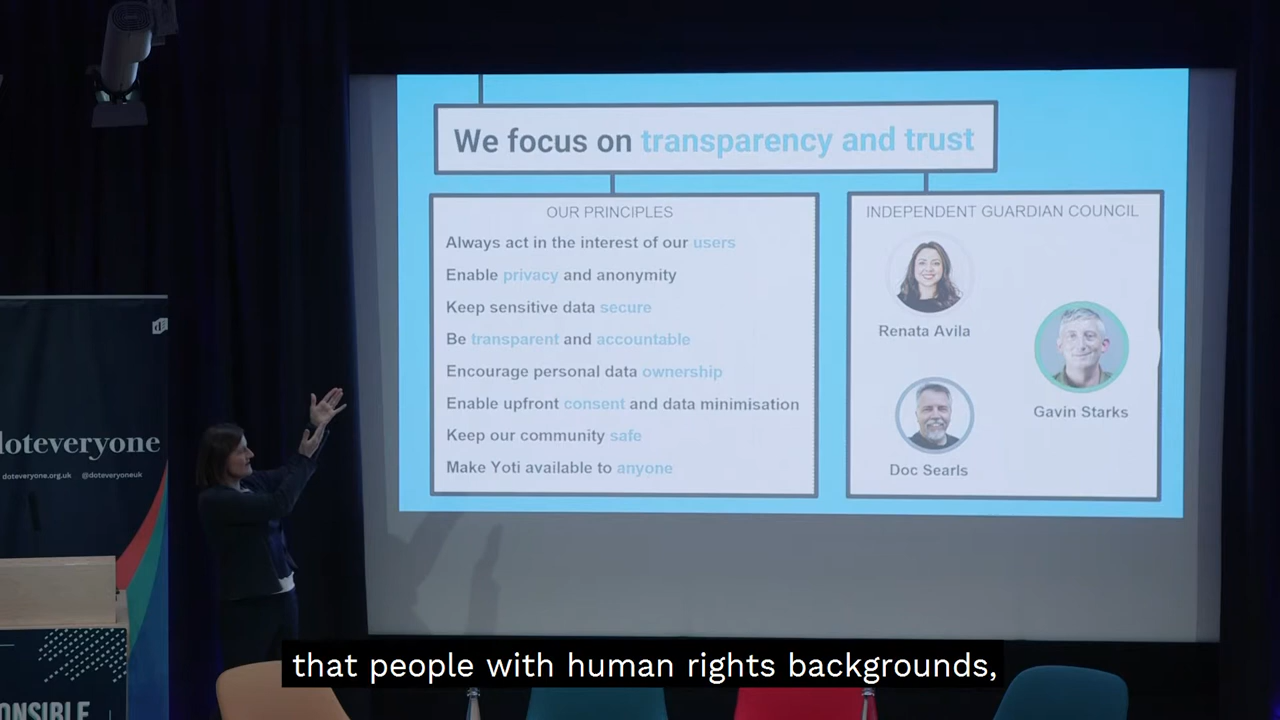 We focus on transparency and trust
OUR PRINCIPLES
Always act in the interest of our users
Enable privacy and anonymity
Keep sensitive data secure
Be transparent and accountable
Encourage personal data ownership
Enable upfront consent and data minimisation
Keep our community safe
Make Yoti available to anyone
INDEPENDENT GUARDIAN COUNCIL
Renata Avila
Gavin Starks
Doc Searls
doteveryone
doteveryone.org.uk @doteveryoneuk
ONSIBLE
that people with human rights backgrounds,